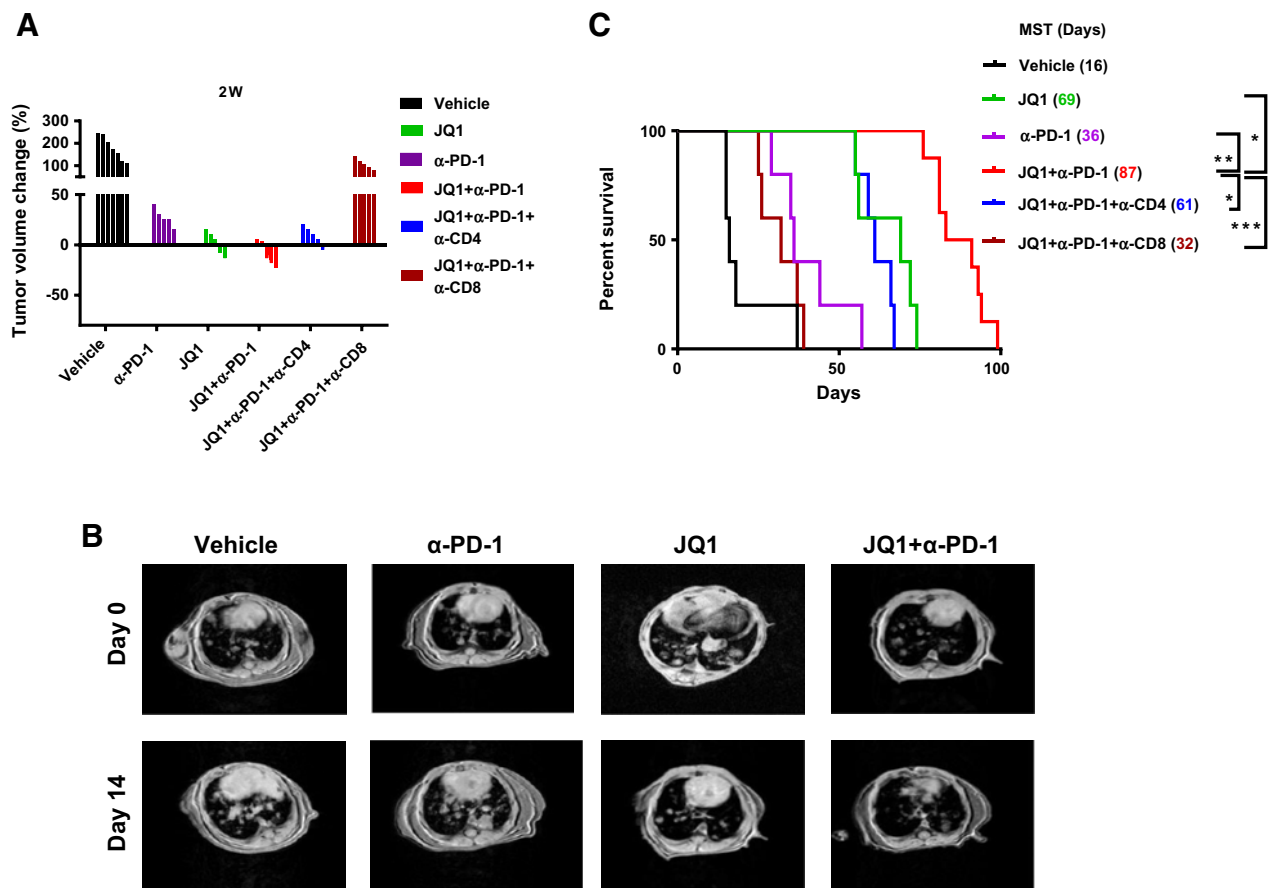 A
2W
Tumor volume change (%)
300
200
100
50
0
-50
Vehicle
α-PD-1
JQ1
JQ1+α-PD-1
JQ1+α-PD-1+α-CD4
JQ1+α-PD-1+α-CD8
Vehicle
JQ1
α-PD-1
JQ1+α-PD-1
JQ1+α-PD-1+
α-CD4
JQ1+α-PD-1+
α-CD8
C
MST (Days)
Vehicle (16)
JQ1 (69)
α-PD-1 (36)
JQ1+α-PD-1 (87)
JQ1+α-PD-1+α-CD4 (61)
JQ1+α-PD-1+α-CD8 (32)
*
**
*
***
Percent survival
100
50
0
0
50
100
Days
B
Vehicle
α-PD-1
JQ1
JQ1+α-PD-1
Day 0
Day 14